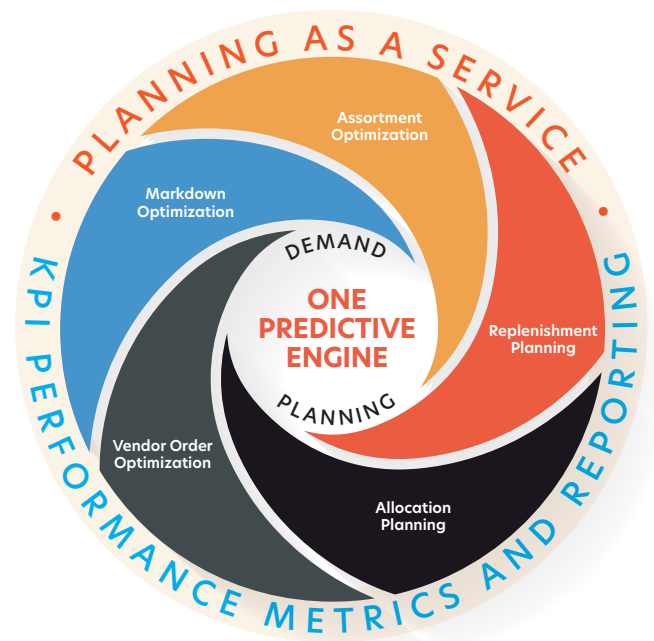 • PLANNING AS A SERVICE •
Assortment
Optimization
Markdown
Optimization
DEMAND
ONE
PREDICTIVE
ENGINE
PLANNING
Replenishment
Planning
Vendor Order
Optimization
Allocation
Planning
KPI PERFORMANCE METRICS AND REPORTING